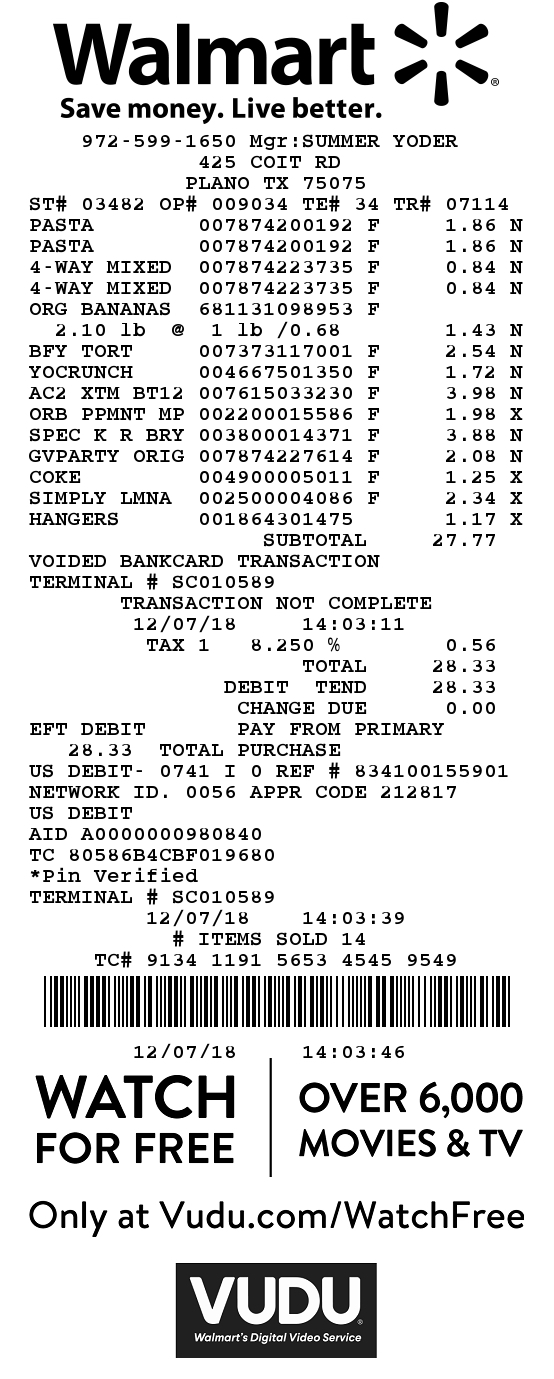 Walmart
®
Save money. Live better.
972-599-1650 Mgr:SUMMER YODER
425 COIT RD
PLANO TX 75075
ST# 03482 OP# 009034 TE# 34 TR# 07114
PASTA 007874200192 F 1.86 N
PASTA 007874200192 F 1.86 N
4-WAY MIXED 007874223735 F 0.84 N
4-WAY MIXED 007874223735 F 0.84 N
ORG BANANAS 681131098953 F
2.10 lb @ 1 lb /0.68 1.43 N
BFY TORT 007373117001 F 2.54 N
YOCRUNCH 004667501350 F 1.72 N
AC2 XTM BT12 007615033230 F 3.98 N
ORB PPMNT MP 002200015586 F 1.98 X
SPEC K R BRY 003800014371 F 3.88 N
GVPARTY ORIG 007874227614 F 2.08 N
COKE 004900005011 F 1.25 X
SIMPLY LMNA 002500004086 F 2.34 X
HANGERS 001864301475 1.17 X
SUBTOTAL 27.77
VOIDED BANKCARD TRANSACTION
TERMINAL # SC010589
TRANSACTION NOT COMPLETE
12/07/18 14:03:11
TAX 1 8.250 % 0.56
TOTAL 28.33
DEBIT TEND 28.33
CHANGE DUE 0.00
EFT DEBIT PAY FROM PRIMARY
28.33 TOTAL PURCHASE
US DEBIT- 0741 I 0 REF # 834100155901
NETWORK ID. 0056 APPR CODE 212817
US DEBIT
AID A0000000980840
TC 80586B4CBF019680
*Pin Verified
TERMINAL # SC010589
12/07/18 14:03:39
# ITEMS SOLD 14
TC# 9134 1191 5653 4545 9549
12/07/18 14:03:46
WATCH
FOR FREE
OVER 6,000
MOVIES & TV
Only at Vudu.com/WatchFree
VUDU®
Walmart's Digital Video Service